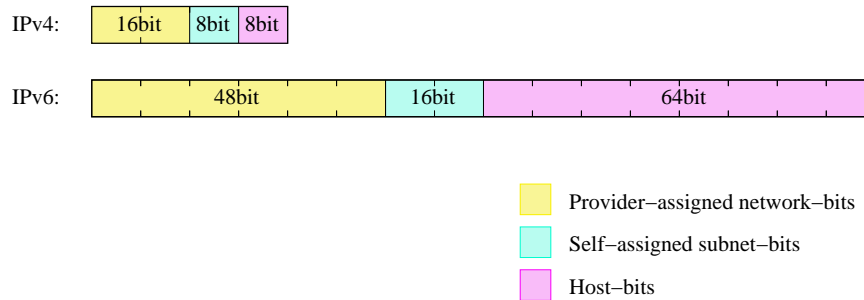 IPv4: 16bit 8bit 8bit
IPv6: 48bit 16bit 64bit
Provider−assigned network−bits
Self−assigned subnet−bits
Host−bits